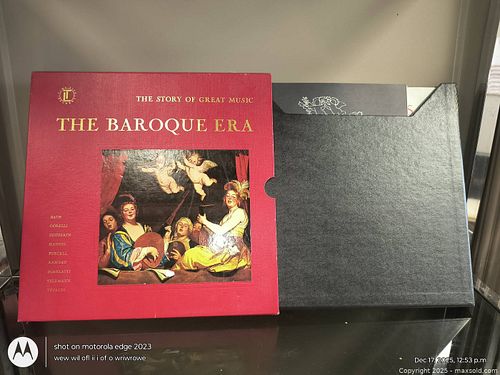 THE STORY OF GREAT MUSIC
THE BAROQUE ERA
BACH
CORELLI
COUPERIN
HANDEL
PURCELL
RAMEAU
SCARLATTI
TELEMANN
VIVALDI
shot on motorola edge 2023
Dec 17, 2025, 12:53 p.m
Copyright 2025 - maxsold.com